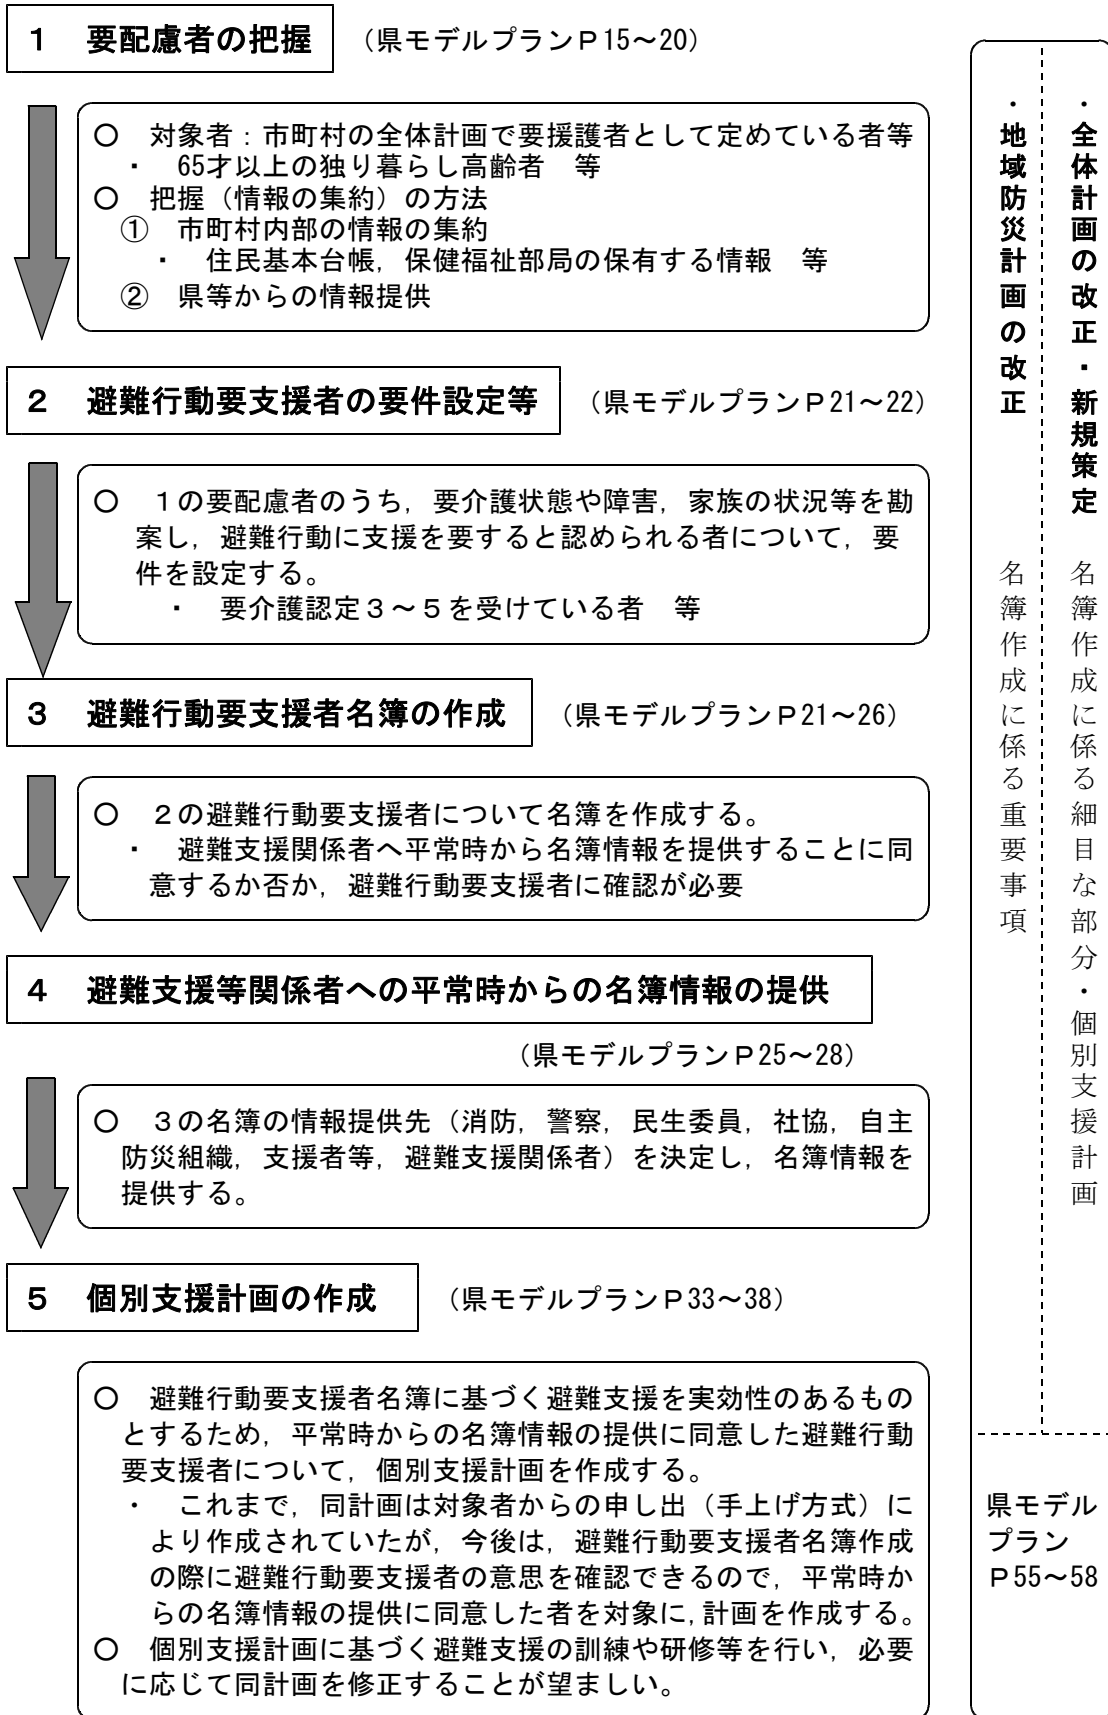 １　要配慮者の把握　（県モデルプランＰ15～20）
○　対象者：市町村の全体計画で要援護者として定めている者等
・　65才以上の独り暮らし高齢者　等
○　把握（情報の集約）の方法
①　市町村内部の情報の集約
・　住民基本台帳，保健福祉部局の保有する情報　等
②　県等からの情報提供
２　避難行動要支援者の要件設定等　（県モデルプランＰ21～22）
○　１の要配慮者のうち，要介護状態や障害，家族の状況等を勘
案し，避難行動に支援を要すると認められる者について，要
件を設定する。
・　要介護認定３～５を受けている者　等
３　避難行動要支援者名簿の作成　（県モデルプランＰ21～26）
○　２の避難行動要支援者について名簿を作成する。
・　避難支援関係者へ平常時から名簿情報を提供することに同
意するか否か，避難行動要支援者に確認が必要
４　避難支援等関係者への平常時からの名簿情報の提供
（県モデルプランＰ25～28）
○　３の名簿の情報提供先（消防，警察，民生委員，社協，自主
防災組織，支援者等，避難支援関係者）を決定し，名簿情報を
提供する。
５　個別支援計画の作成　（県モデルプランＰ33～38）
○　避難行動要支援者名簿に基づく避難支援を実効性のあるもの
とするため，平常時からの名簿情報の提供に同意した避難行動
要支援者について，個別支援計画を作成する。
・　これまで，同計画は対象者からの申し出（手上げ方式）に
より作成されていたが，今後は，避難行動要支援者名簿作成
の際に避難行動要支援者の意思を確認できるので，平常時か
らの名簿情報の提供に同意した者を対象に，計画を作成する。
○　個別支援計画に基づく避難支援の訓練や研修等を行い，必要
に応じて同計画を修正することが望ましい。
・全体計画の改正・新規策定　名簿作成に係る細目な部分・個別支援計画
・地域防災計画の改正　名簿作成に係る重要事項
県モデル
プラン
Ｐ55～58